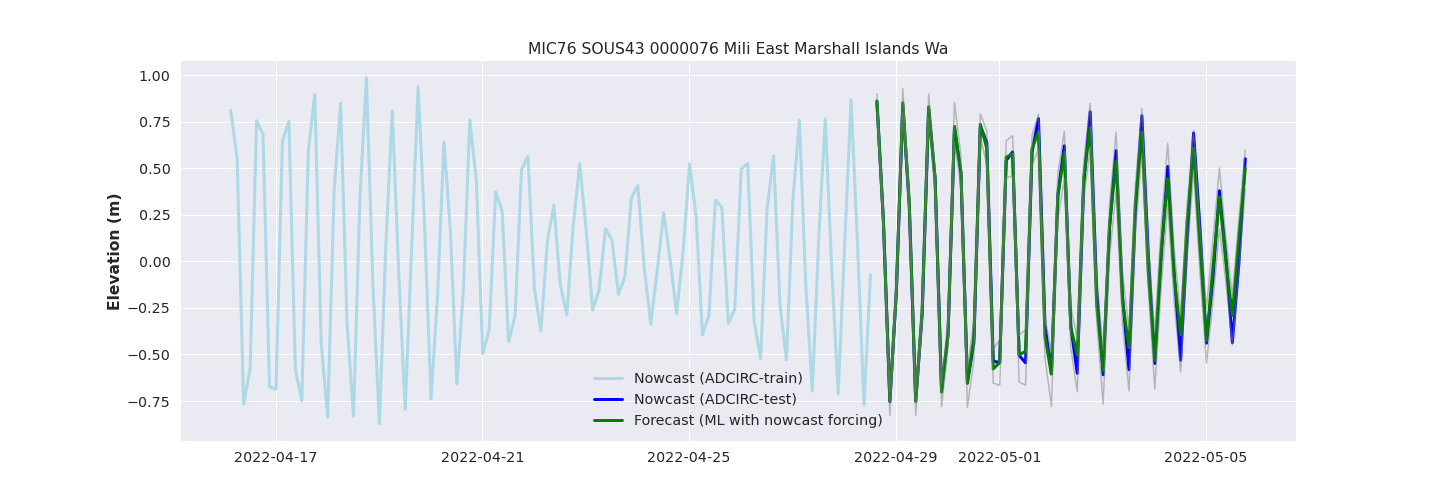 MIC76 SOUS43 0000076 Mili East Marshall Islands Wa
Elevation (m)
1.00
0.75
0.50
0.25
0.00
−0.25
−0.50
−0.75
Nowcast (ADCIRC-train)
Nowcast (ADCIRC-test)
Forecast (ML with nowcast forcing)
2022-04-17 2022-04-21 2022-04-25 2022-04-29 2022-05-01 2022-05-05